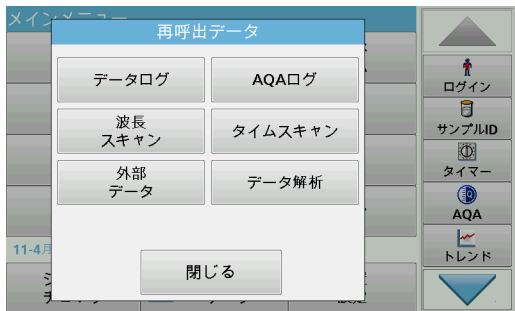 メインメニュー
再呼出データ
データログ
AQAログ
波長
スキャン
タイムスキャン
外部
データ
データ解析
閉じる
11-4月
ログイン
サンプルID
タイマー
AQA
トレンド